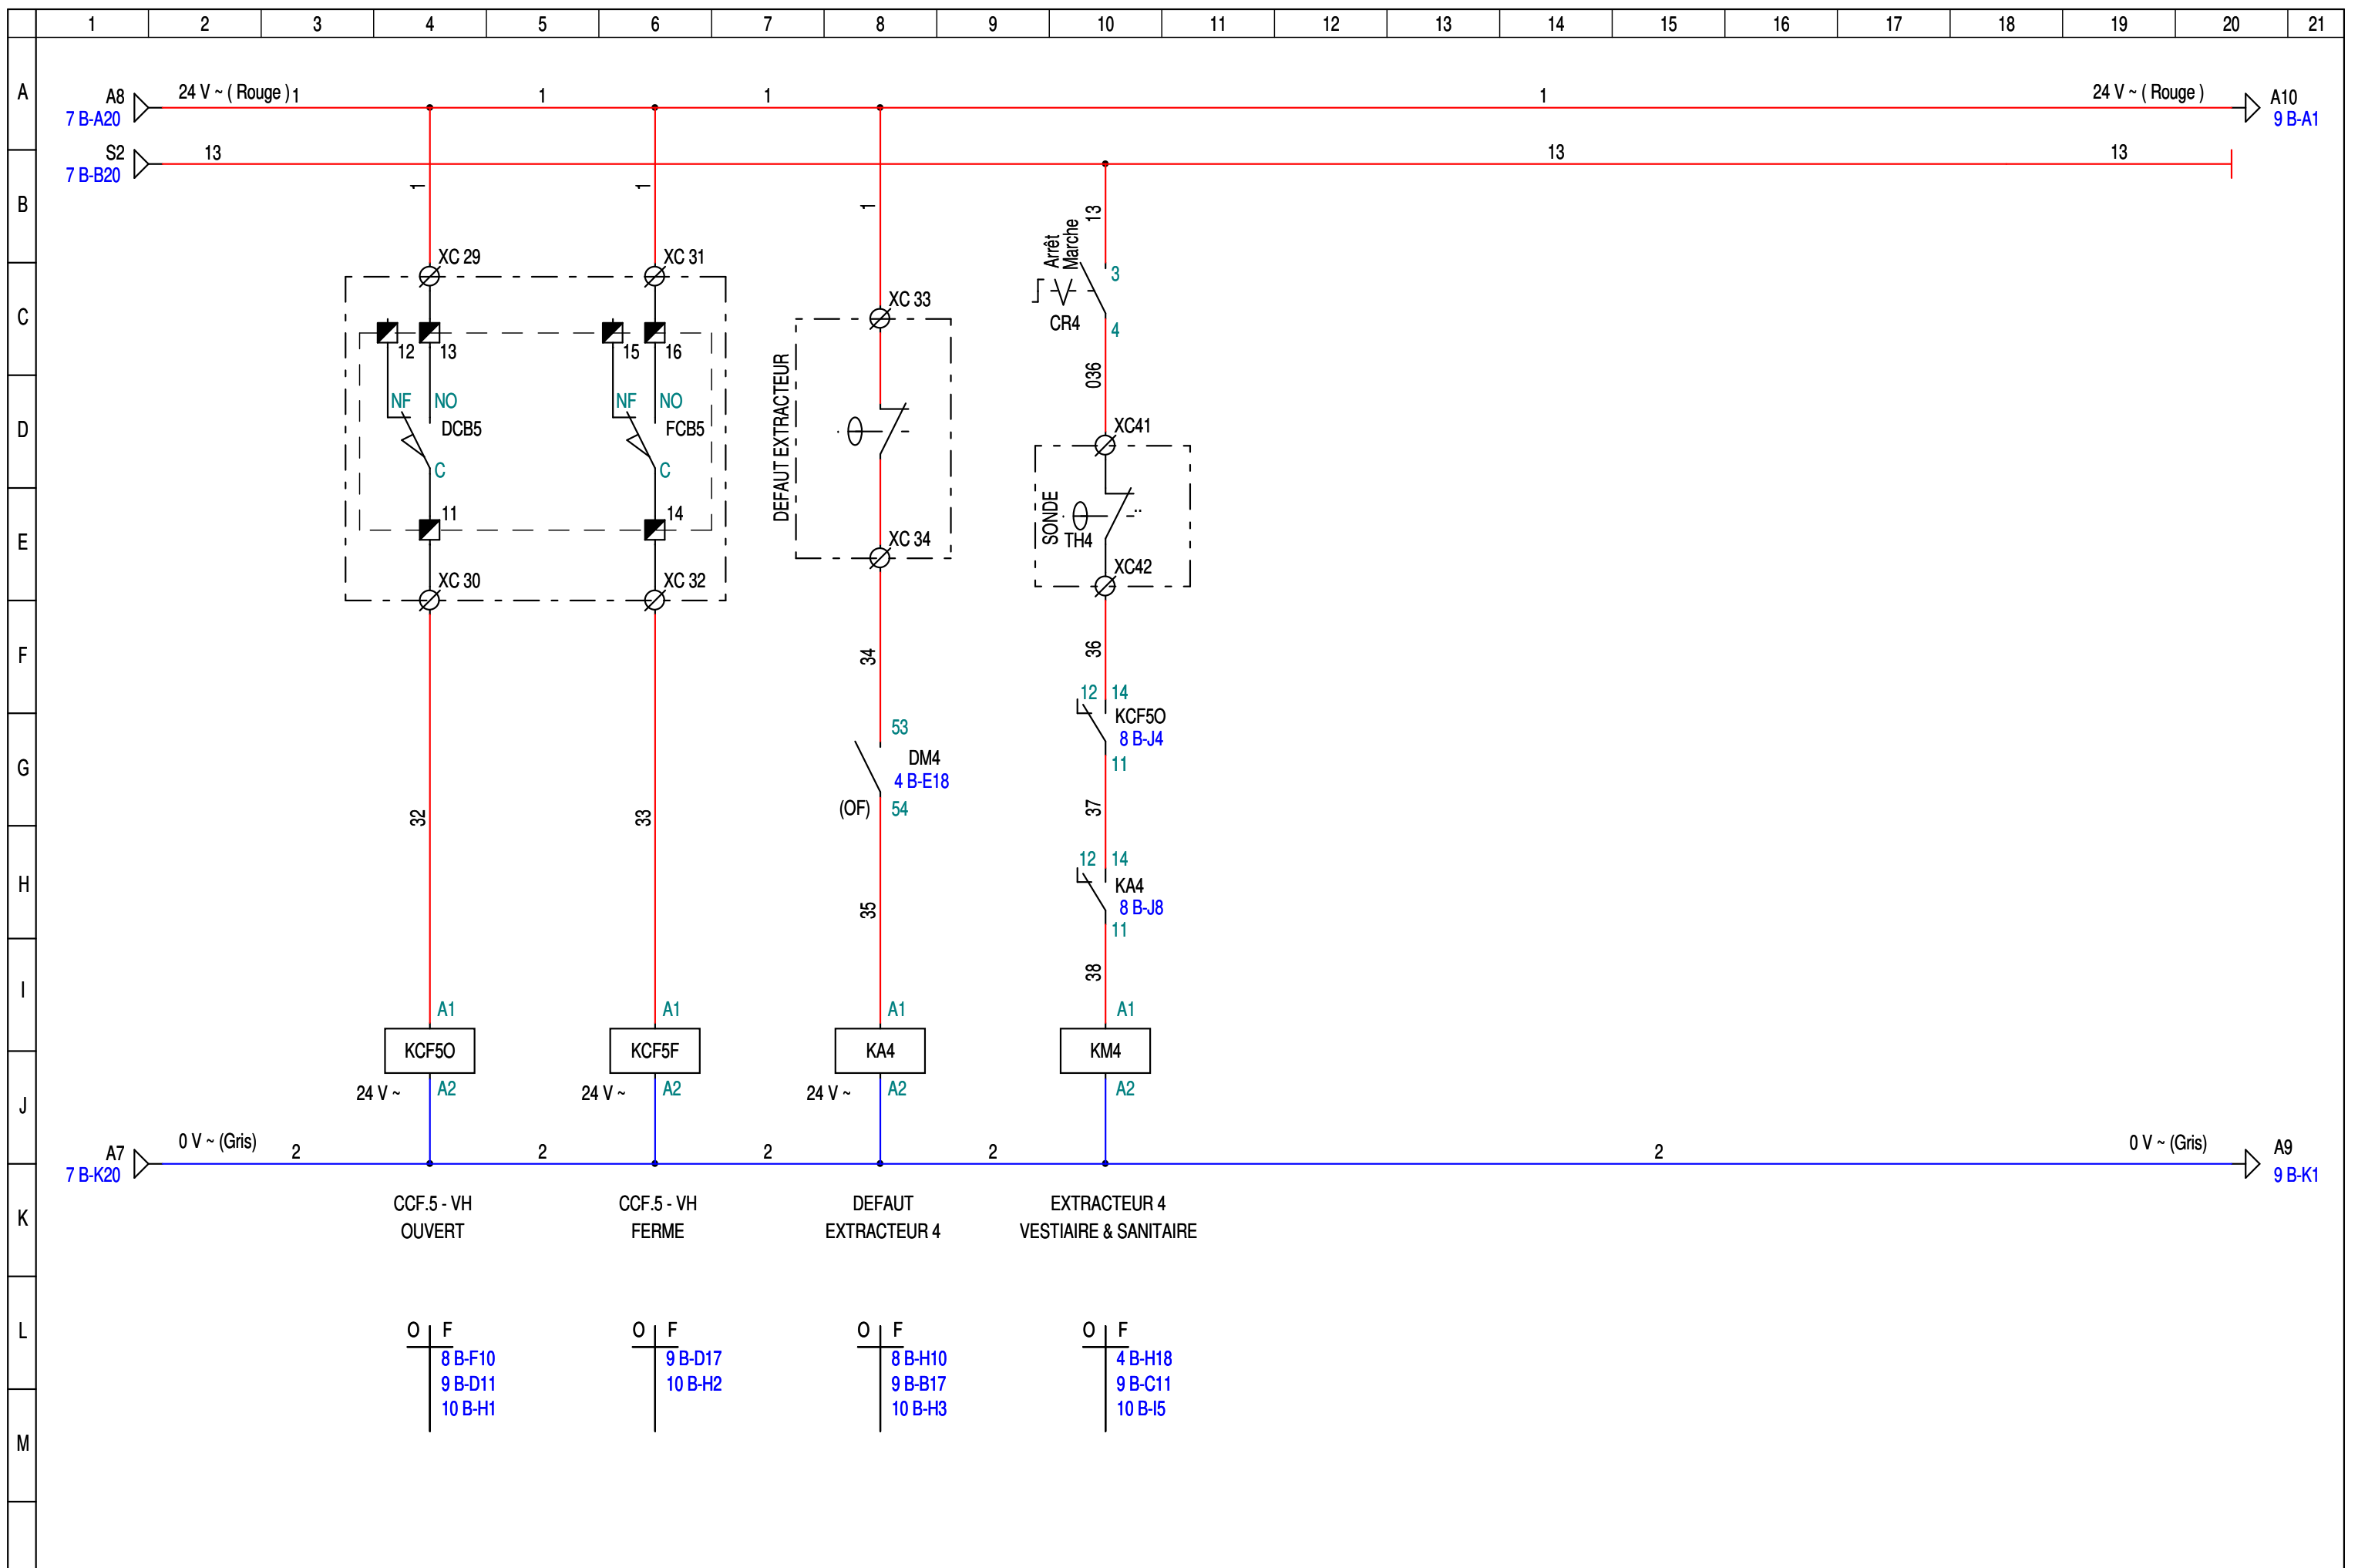 1 2 3 4 5 6 7 8 9 10 11 12 13 14 15 16 17 18 19 20 21
A
A8
7 B-A20
24 V ~ ( Rouge )
1 1 1 1
24 V ~ ( Rouge )
A10
9 B-A1
S2
7 B-B20
13 13 13
B
1 1 1 13
Arrêt
Marche
C
XC 29
XC 31
XC 33
3
CR4
4
12 13 15 16
036
D
NF NO
DCB5
C
NF NO
FCB5
C
DEFAUT EXTRACTEUR
XC41
E
11 14
XC 34
SONDE
TH4
XC42
XC 30
XC 32
F
34 36
12 14
KCF5O
8 B-J4
11
G
53
DM4
4 B-E18
(OF) 54
32 33 37
H
12 14
KA4
8 B-J8
11
35 38
I
A1 A1 A1 A1
KCF5O KCF5F KA4 KM4
J
24 V ~ A2 24 V ~ A2 24 V ~ A2 A2
A7
7 B-K20
0 V ~ (Gris)
2 2 2 2 2
0 V ~ (Gris)
A9
9 B-K1
K
CCF.5 - VH
OUVERT
CCF.5 - VH
FERME
DEFAUT
EXTRACTEUR 4
EXTRACTEUR 4
VESTIAIRE & SANITAIRE
L
O F
8 B-F10
9 B-D11
10 B-H1
O F
9 B-D17
10 B-H2
O F
8 B-H10
9 B-B17
10 B-H3
O F
4 B-H18
9 B-C11
10 B-I5
M